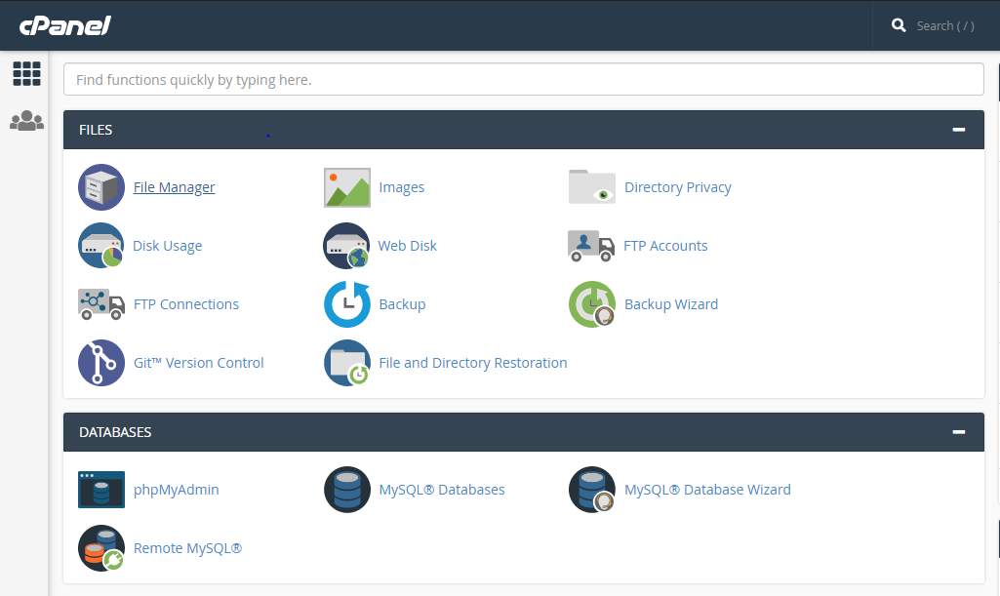 cPanel
Search ( / )
Find functions quickly by typing here.
FILES
File Manager
Images
Directory Privacy
Disk Usage
Web Disk
FTP Accounts
FTP Connections
Backup
Backup Wizard
Git™ Version Control
File and Directory Restoration
DATABASES
phpMyAdmin
MySQL® Databases
MySQL® Database Wizard
Remote MySQL®